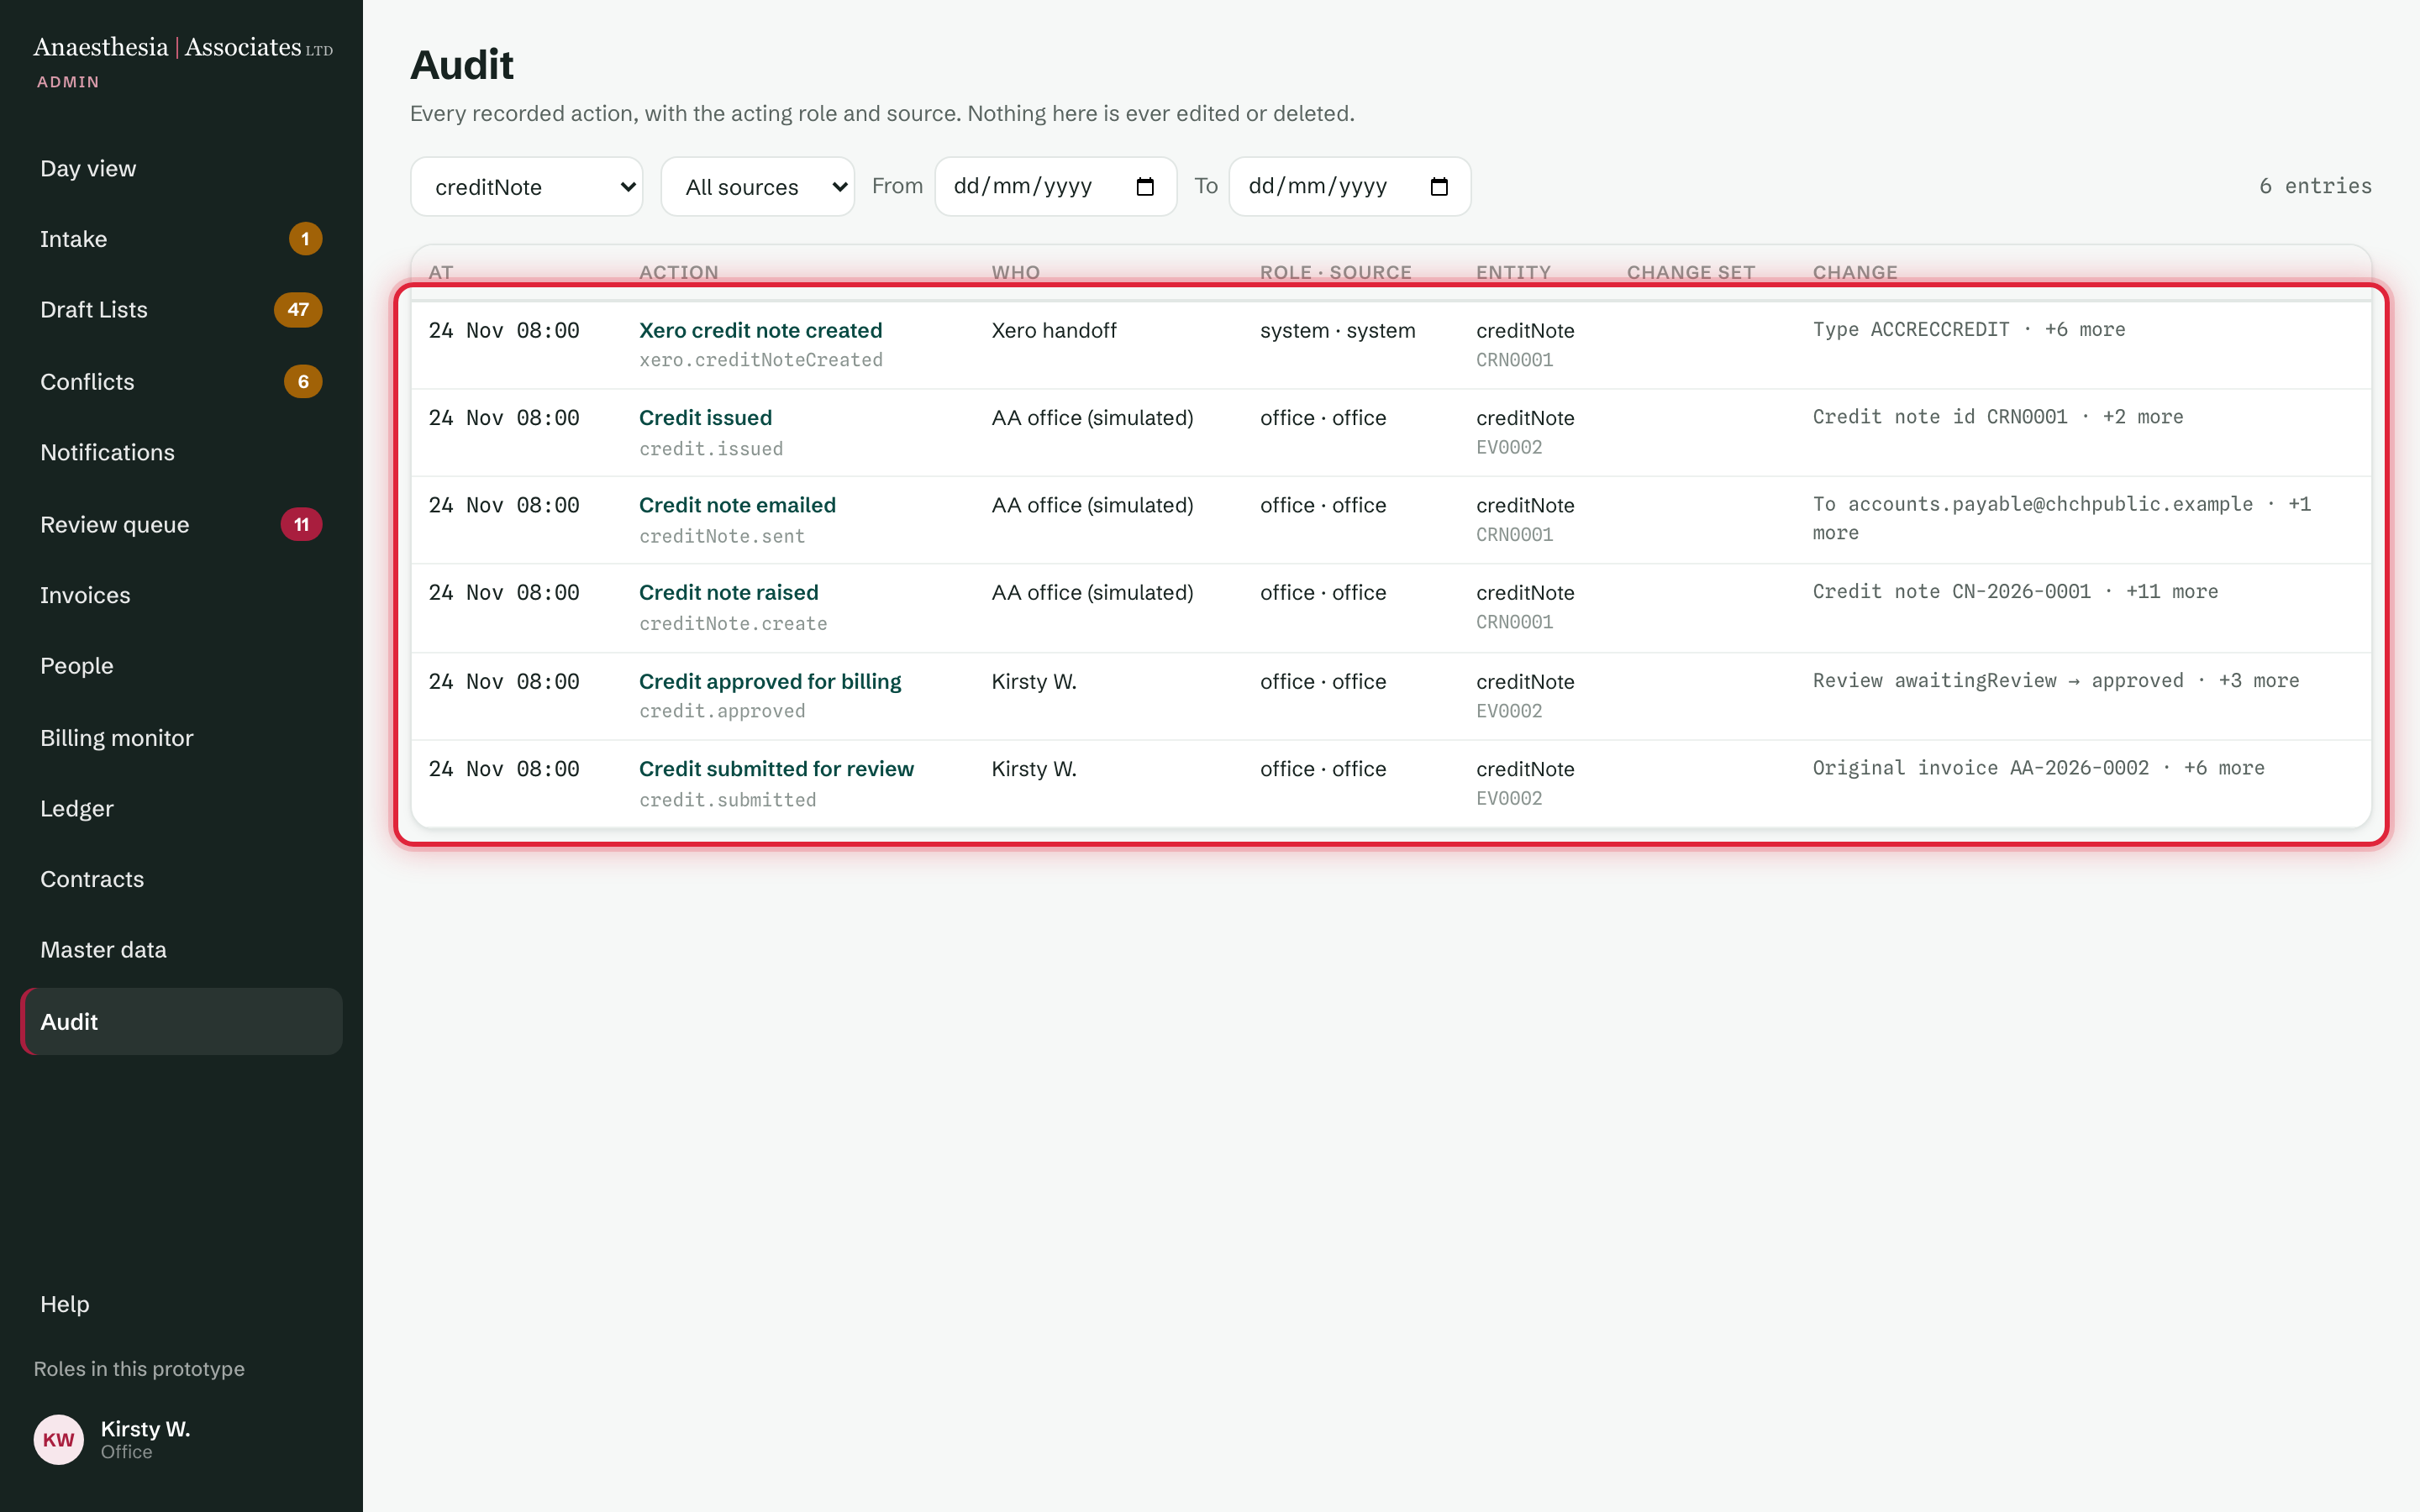 Anaesthesia | Associates LTD
ADMIN
Day view
Intake 1
Draft Lists 47
Conflicts 6
Notifications
Review queue 11
Invoices
People
Billing monitor
Ledger
Contracts
Master data
Audit
Help
Roles in this prototype
KW Kirsty W.
Office
Audit
Every recorded action, with the acting role and source. Nothing here is ever edited or deleted.
creditNote All sources From dd/mm/yyyy To dd/mm/yyyy 6 entries
AT ACTION WHO ROLE · SOURCE ENTITY CHANGE SET CHANGE
24 Nov 08:00 Xero credit note created Xero handoff system · system creditNote Type ACCRECCREDIT · +6 more
xero.creditNoteCreated CRN0001
24 Nov 08:00 Credit issued AA office (simulated) office · office creditNote Credit note id CRN0001 · +2 more
credit.issued EV0002
24 Nov 08:00 Credit note emailed AA office (simulated) office · office creditNote To accounts.payable@chchpublic.example · +1
creditNote.sent CRN0001 more
24 Nov 08:00 Credit note raised AA office (simulated) office · office creditNote Credit note CN-2026-0001 · +11 more
creditNote.create CRN0001
24 Nov 08:00 Credit approved for billing Kirsty W. office · office creditNote Review awaitingReview → approved · +3 more
credit.approved EV0002
24 Nov 08:00 Credit submitted for review Kirsty W. office · office creditNote Original invoice AA-2026-0002 · +6 more
credit.submitted EV0002